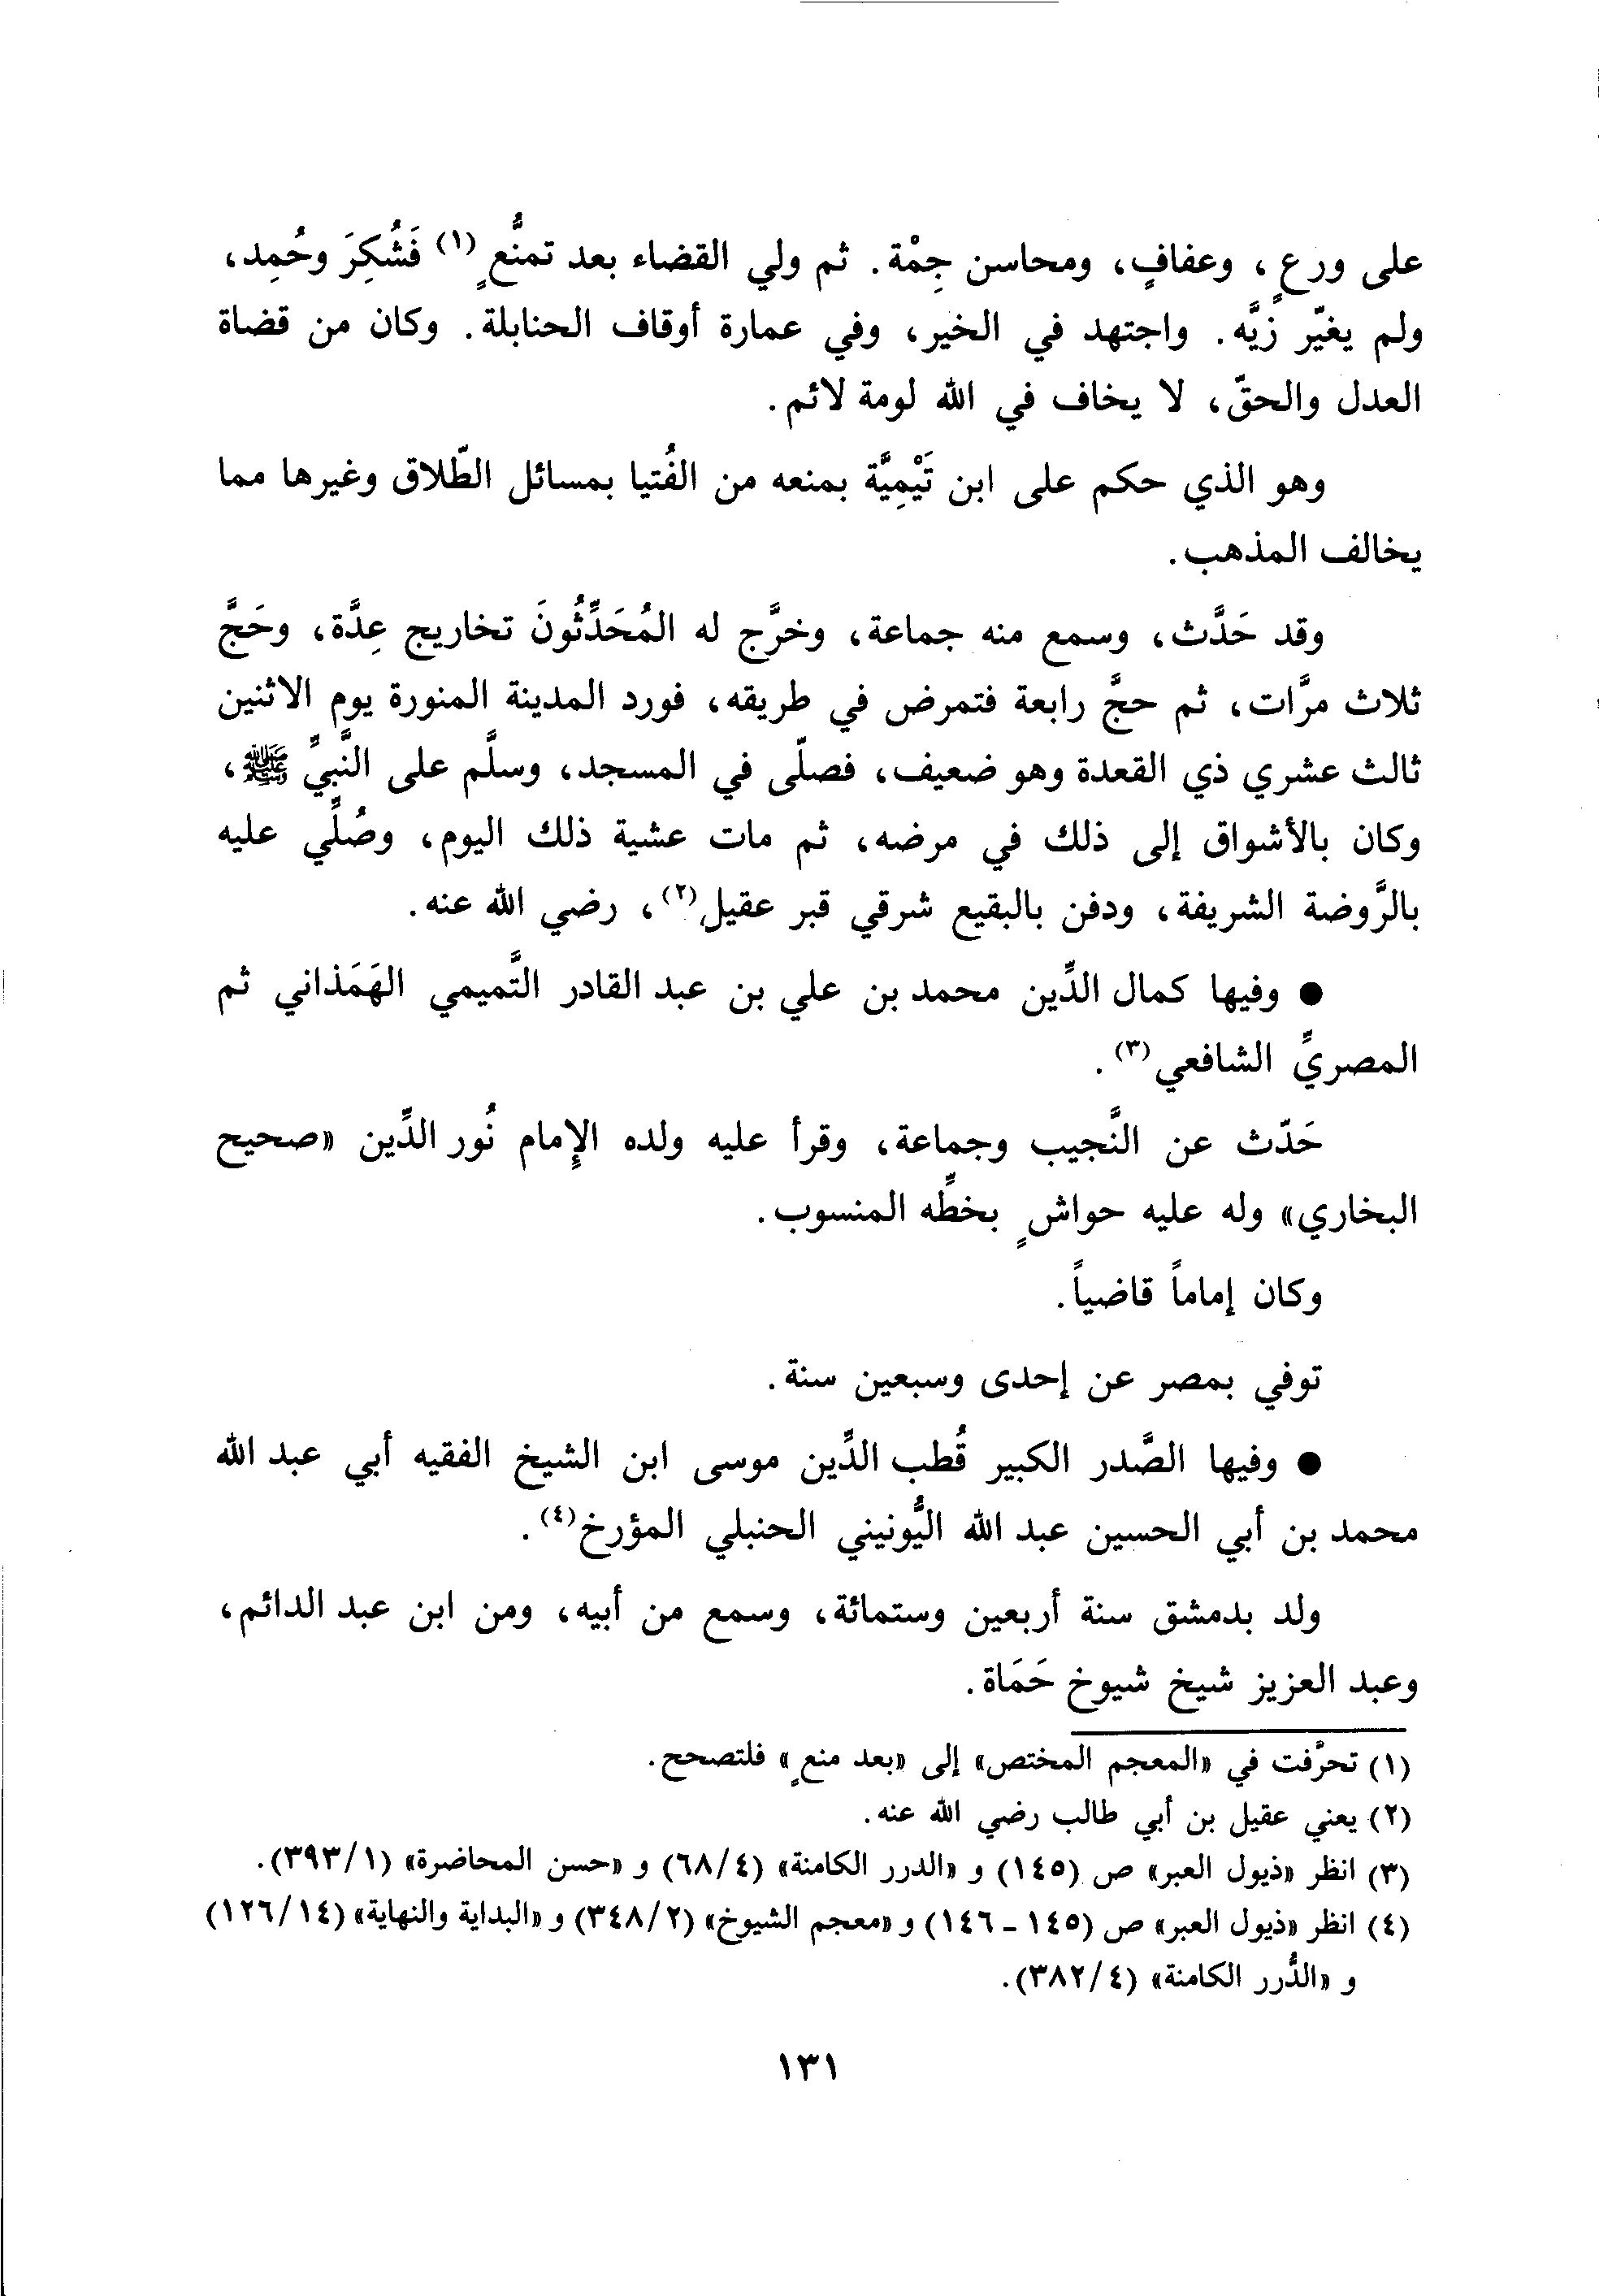 على ورعٍ، وعفافٍ، ومحاسن جِمْة. ثم ولي القضاء بعد تمنُّعٍ(١) فَشُكِرَ وحُمِد،
ولم يغيّر زيَّه. واجتهد في الخير، وفي عمارة أوقاف الحنابلة. وكان من قضاة
العدل والحقّ، لا يخاف في الله لومة لائم.
وهو الذي حكم على ابن تَيْمِيَّة بمنعه من الفُتيا بمسائل الطّلاق وغيرها مما
يخالف المذهب.
وقد حَدَّث، وسمع منه جماعة، وخرَّج له المُحَدِّثُونَ تخاريج عِدَّة، وحَجَّ
ثلاث مرَّات، ثم حجَّ رابعة فتمرض في طريقه، فورد المدينة المنورة يوم الاثنين
ثالث عشري ذي القعدة وهو ضعيف، فصلّى في المسجد، وسلَّم على النَّبيِّ ﷺ،
وكان بالأشواق إلى ذلك في مرضه، ثم مات عشية ذلك اليوم، وصُلِّي عليه
بالرَّوضة الشريفة، ودفن بالبقيع شرقي قبر عقيل(٢)، رضي الله عنه.
● وفيها كمال الدِّين محمد بن علي بن عبد القادر التَّميمي الهَمَذاني ثم
المصريِّ الشافعي(٣).
حَدّث عن النَّجيب وجماعة، وقرأ عليه ولده الإمام نُور الدِّين «صحيح
البخاري» وله عليه حواشٍ بخطِّه المنسوب.
وكان إماماً قاضياً.
توفي بمصر عن إحدى وسبعين سنة.
● وفيها الصَّدر الكبير قُطب الدِّين موسى ابن الشيخ الفقيه أبي عبد الله
محمد بن أبي الحسين عبد الله اليُّونيني الحنبلي المؤرخ(٤).
ولد بدمشق سنة أربعين وستمائة، وسمع من أبيه، ومن ابن عبد الدائم،
وعبد العزيز شيخ شيوخ حَمَاة.
(١) تحرَّفت في «المعجم المختص» إلى «بعد منعٍ» فلتصحح.
(٢) يعني عقيل بن أبي طالب رضي الله عنه.
(٣) انظر «ذيول العبر» ص (١٤٥) و «الدرر الكامنة» (٤/ ٦٨) و «حسن المحاضرة» (١/ ٣٩٣).
(٤) انظر «ذيول العبر» ص (١٤٥ - ١٤٦) و «معجم الشيوخ» (٢/ ٣٤٨) و «البداية والنهاية» (١٤/ ١٢٦)
و «الدُّرر الكامنة» (٤/ ٣٨٢).
١٣١